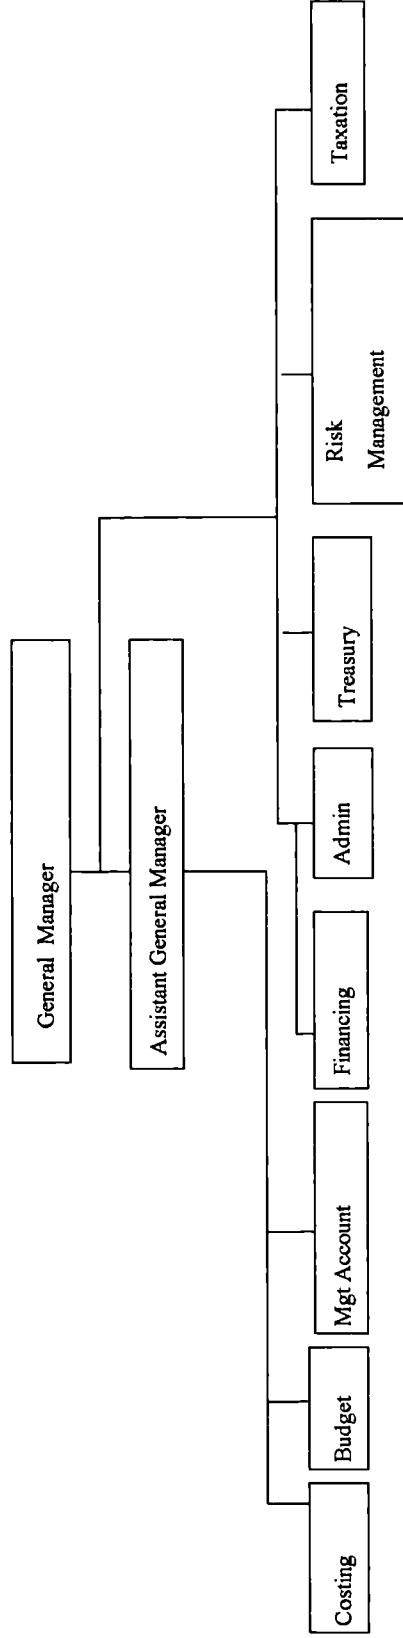 General Manager
Assistant General Manager
Costing
Budget
Mgt Account
Financing
Admin
Treasury
Risk
Management
Taxation